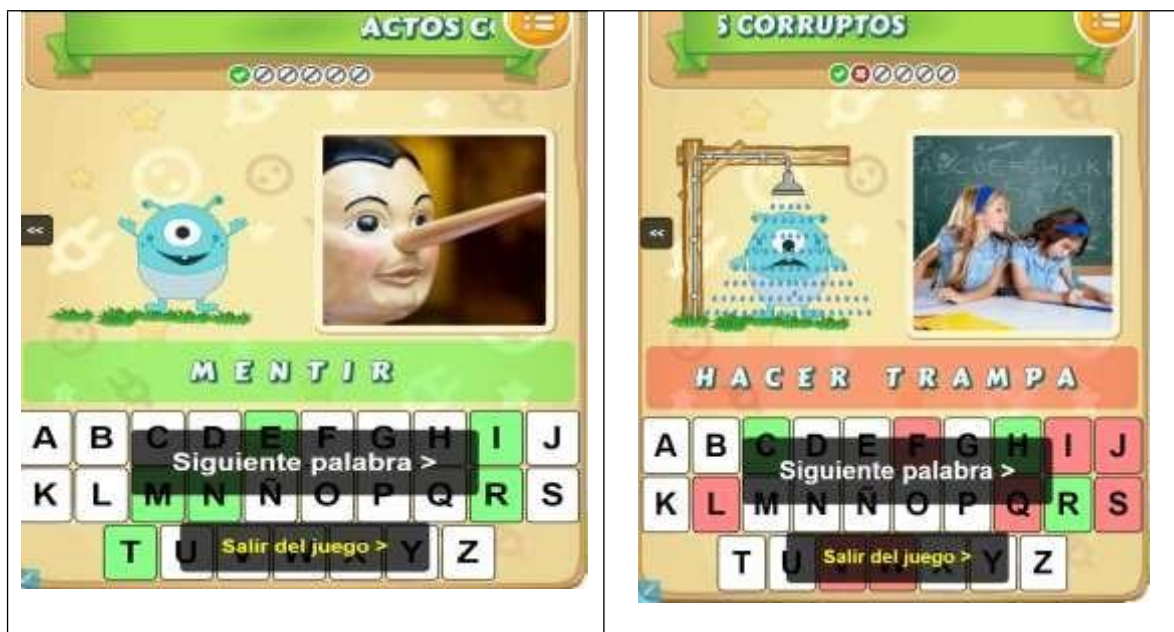 ACTOS C
<<
MENTIR
A B C D E F G H I J
Siguiente palabra >
K L M N Ñ O P Q R S
T U V W X Y Z
Salir del juego >
S CORRUPTOS
<<
HACER TRAMPA
A B C D E F G H I J
Siguiente palabra >
K L M N Ñ O P Q R S
T U V W X Y Z
Salir del juego >